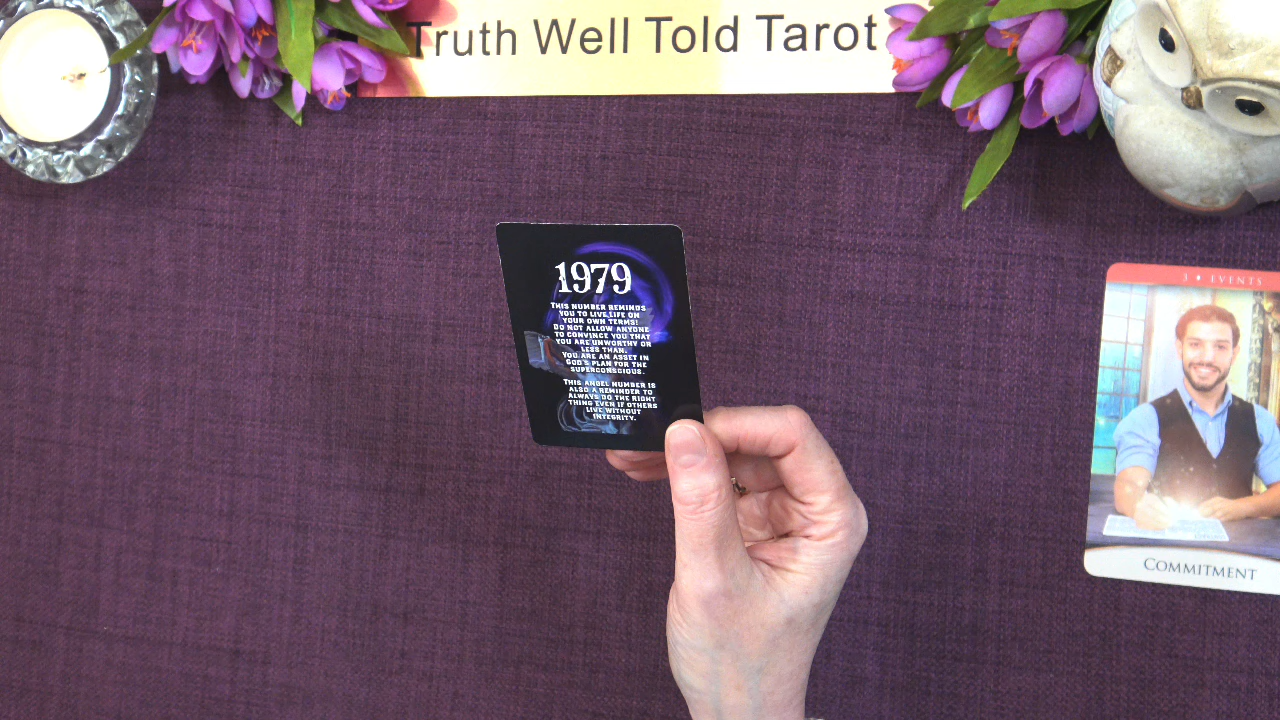 Truth Well Told Tarot
1979
THIS NUMBER REMINDS
YOU TO LIVE LIFE ON
YOUR OWN TERMS!
DO NOT ALLOW ANYONE
TO CONVINCE YOU THAT
YOU ARE UNWORTHY OR
LESS THAN.
YOU ARE AN ASSET IN
GOD'S PLAN FOR THE
SUPERCONSCIOUS.
THIS ANGEL NUMBER IS
ALSO A REMINDER TO
ALWAYS DO THE RIGHT
THING EVEN IF OTHERS
LIVE WITHOUT
INTEGRITY.
3 • EVENTS
COMMITMENT